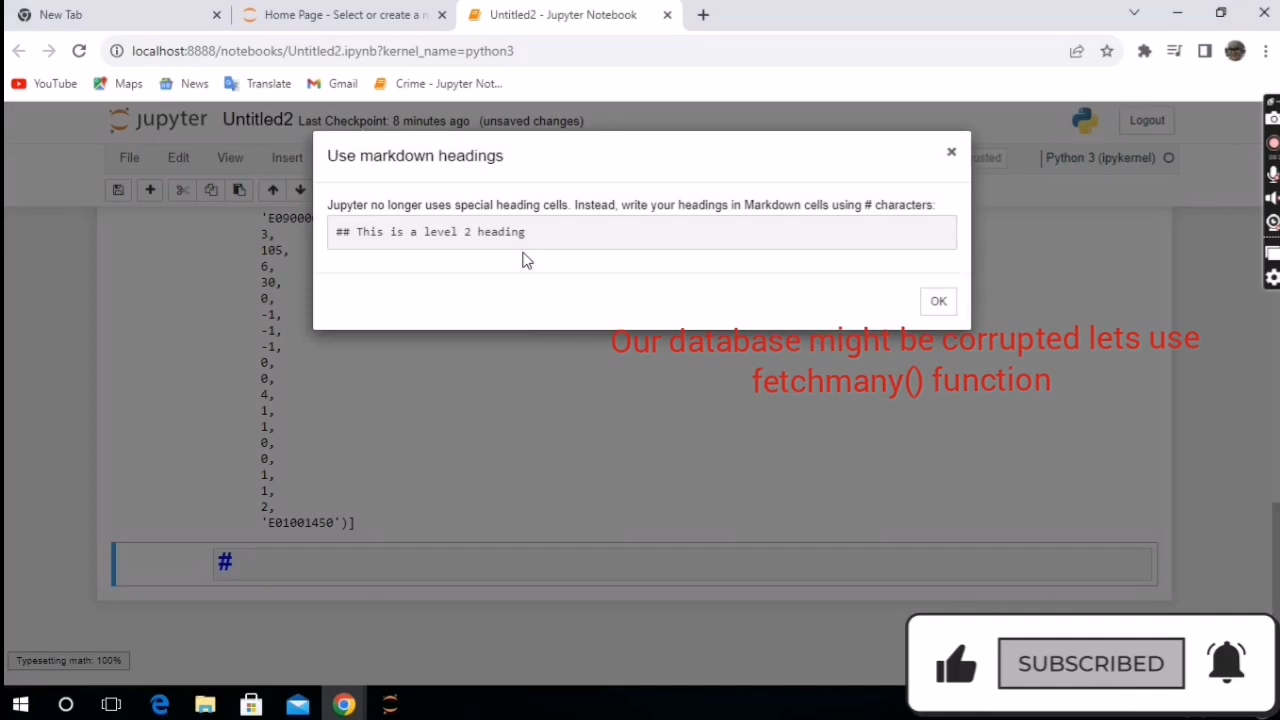 New Tab
Home Page - Select or create a n
Untitled2 - Jupyter Notebook
localhost:8888/notebooks/Untitled2.ipynb?kernel_name=python3
YouTube
Maps
News
Translate
Gmail
Crime - Jupyter Not...
jupyter
Untitled2 Last Checkpoint: 8 minutes ago (unsaved changes)
Logout
File
Edit
View
Insert
usted
Python 3 (ipykernel)
Use markdown headings
Jupyter no longer uses special heading cells. Instead, write your headings in Markdown cells using # characters:
## This is a level 2 heading
OK
3,
105,
6,
30,
0,
-1,
-1,
-1,
0,
0,
4,
1,
1,
0,
0,
1,
1,
2,
'E01001450')]
Our database might be corrupted lets use
fetchmany() function
#
Typesetting math: 100%
SUBSCRIBED